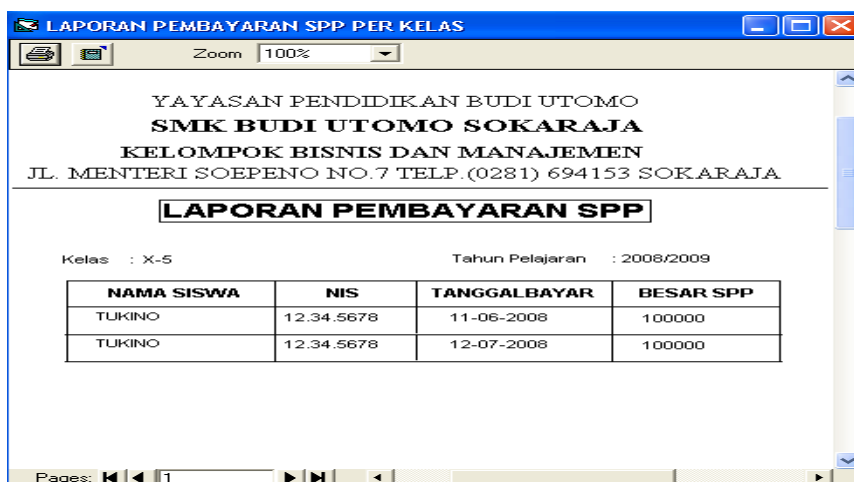 LAPORAN PEMBAYARAN SPP PER KELAS
Zoom 100%
YAYASAN PENDIDIKAN BUDI UTOMO
SMK BUDI UTOMO SOKARAJA
KELOMPOK BISNIS DAN MANAJEMEN
JL. MENTERI SOEPENO NO.7 TELP.(0281) 694153 SOKARAJA
LAPORAN PEMBAYARAN SPP
Kelas : X-5 Tahun Pelajaran : 2008/2009
NAMA SISWA NIS TANGGALBAYAR BESAR SPP
TUKINO 12.34.5678 11-06-2008 100000
TUKINO 12.34.5678 12-07-2008 100000
Pages: 1